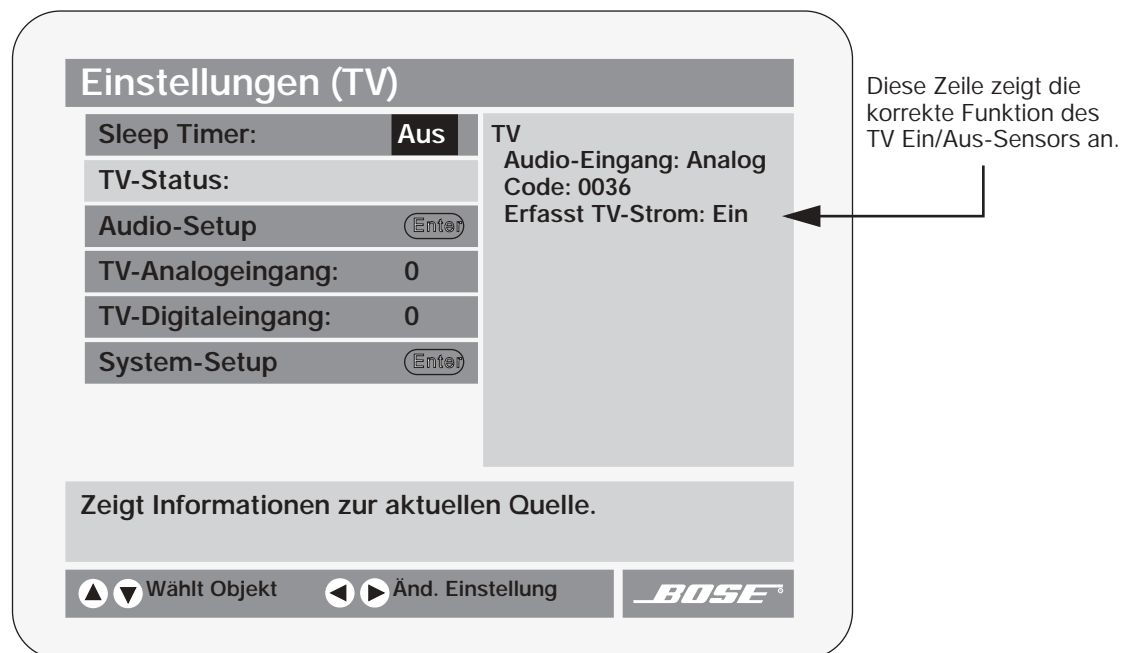 Einstellungen (TV)
Sleep Timer: Aus
TV-Status:
Audio-Setup Enter
TV-Analogeingang: 0
TV-Digitaleingang: 0
System-Setup Enter
TV
Audio-Eingang: Analog
Code: 0036
Erfasst TV-Strom: Ein
Diese Zeile zeigt die
korrekte Funktion des
TV Ein/Aus-Sensors an.
Zeigt Informationen zur aktuellen Quelle.
Wählt Objekt Änd. Einstellung BOSE®